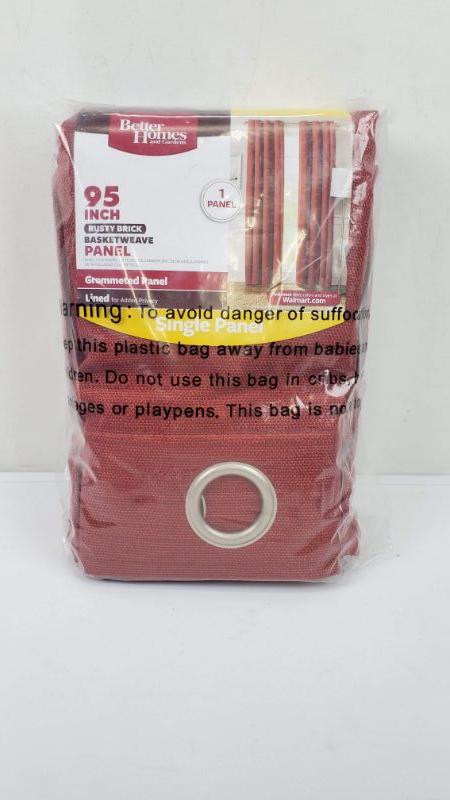 Better
Homes
and Gardens
95
INCH
1
PANEL
RUSTY BRICK
BASKETWEAVE
PANEL
Grommeted Panel
Lined for Added Privacy
Walmart.com
Single Panel
arning: To avoid danger of suffoc
ep this plastic bag away from babies
dren. Do not use this bag in cribs,
ages or playpens. This bag is no